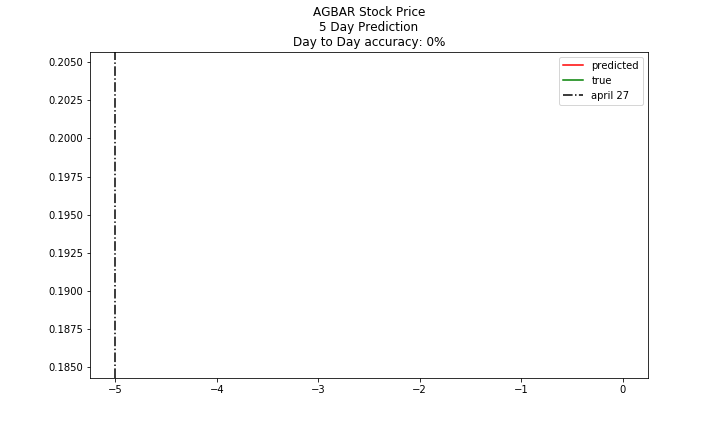 AGBAR Stock Price
5 Day Prediction
Day to Day accuracy: 0%
predicted
true
april 27
0.2050
0.2025
0.2000
0.1975
0.1950
0.1925
0.1900
0.1875
0.1850
−5
−4
−3
−2
−1
0